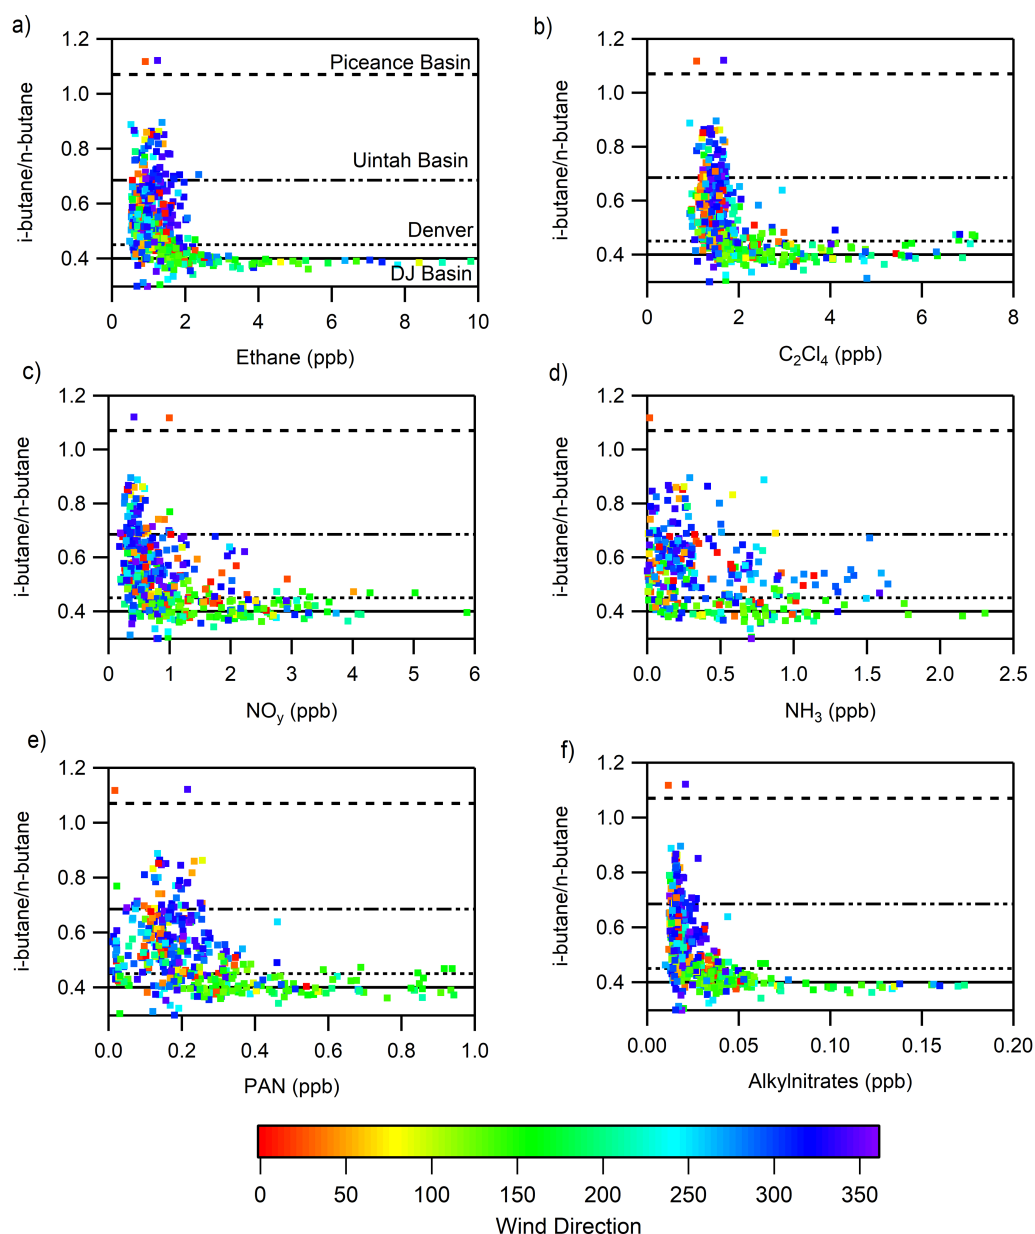 a)
1.2
1.0
0.8
0.6
0.4
i-butane/n-butane
Piceance Basin
Uintah Basin
Denver
DJ Basin
0 2 4 6 8 10
Ethane (ppb)
b)
1.2
1.0
0.8
0.6
0.4
i-butane/n-butane
0 2 4 6 8
C₂Cl₄ (ppb)
c)
1.2
1.0
0.8
0.6
0.4
i-butane/n-butane
0 1 2 3 4 5 6
NOy (ppb)
d)
1.2
1.0
0.8
0.6
0.4
i-butane/n-butane
0.0 0.5 1.0 1.5 2.0 2.5
NH₃ (ppb)
e)
1.2
1.0
0.8
0.6
0.4
i-butane/n-butane
0.0 0.2 0.4 0.6 0.8 1.0
PAN (ppb)
f)
1.2
1.0
0.8
0.6
0.4
i-butane/n-butane
0.00 0.05 0.10 0.15 0.20
Alkylnitrates (ppb)
0 50 100 150 200 250 300 350
Wind Direction